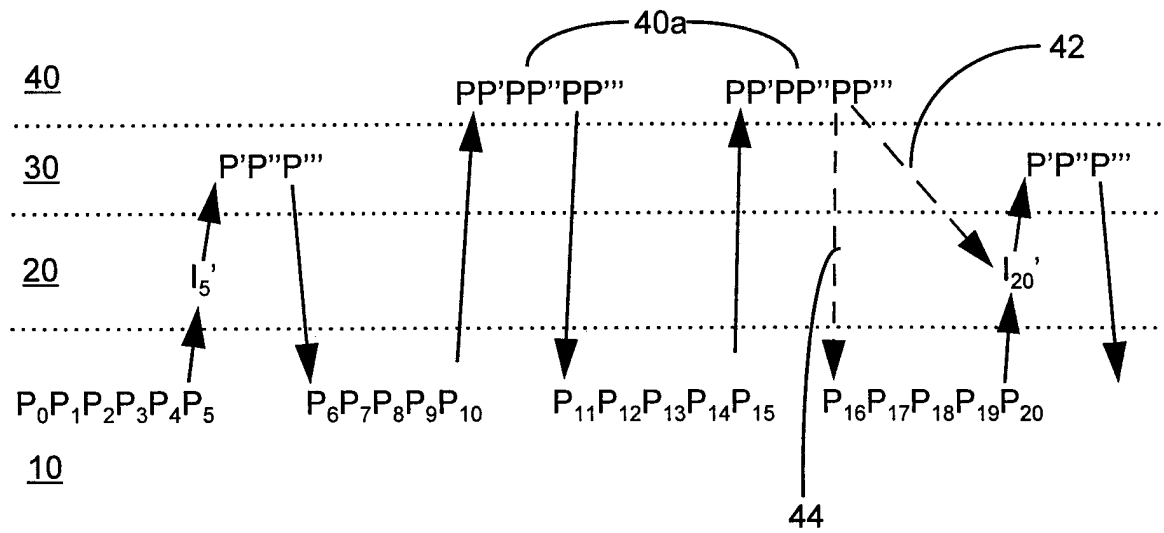 40a
42
40 PP'PP''PP''' PP'PP''PP'''
30 P'P''P''' P'P''P'''
20 I₅' I₂₀'
P₀P₁P₂P₃P₄P₅ P₆P₇P₈P₉P₁₀ P₁₁P₁₂P₁₃P₁₄P₁₅ P₁₆P₁₇P₁₈P₁₉P₂₀
10
44